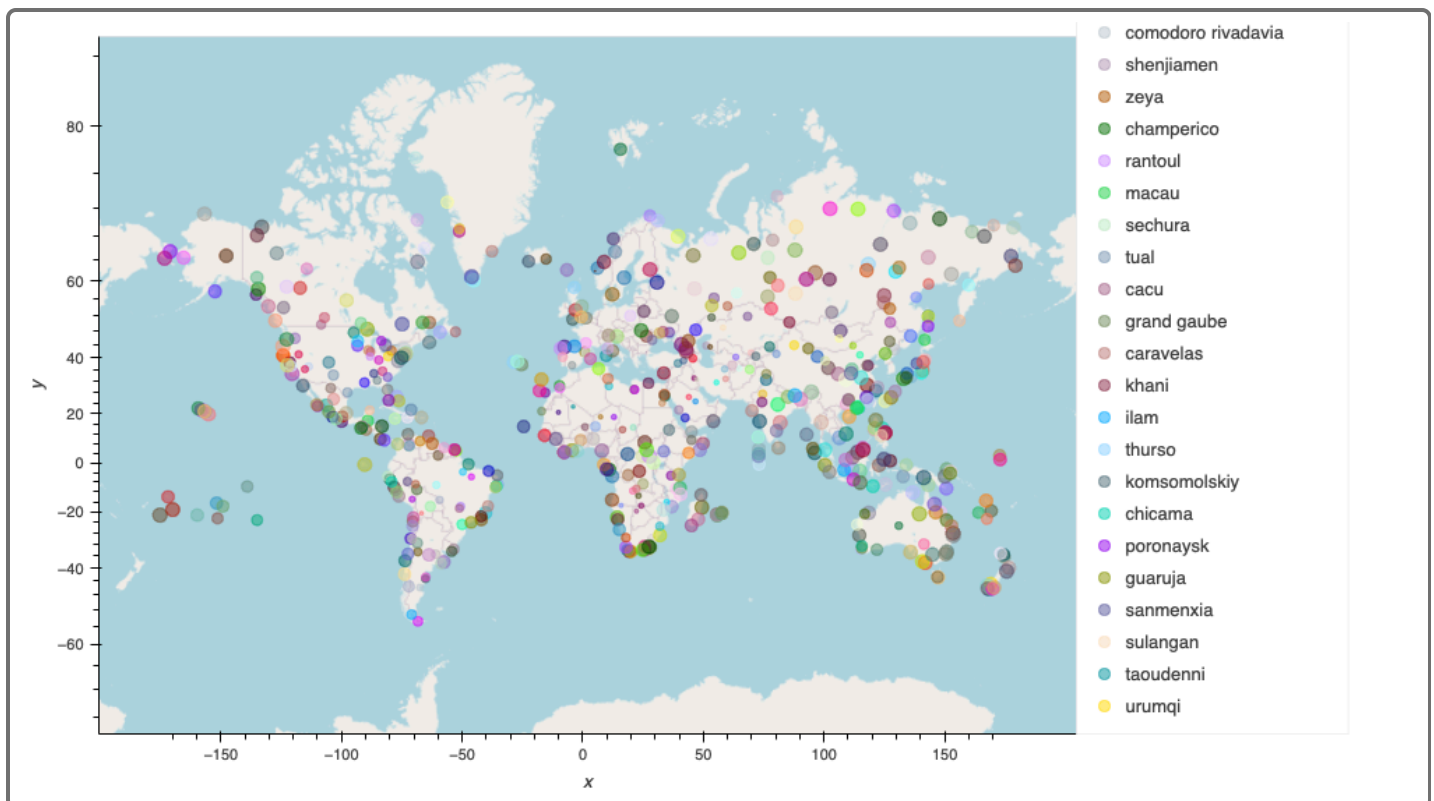 comodoro rivadavia
shenjiamen
zeya
champerico
rantoul
macau
sechura
tual
cacu
grand gaube
caravelas
khani
ilam
thurso
komsomolskiy
chicama
poronaysk
guaruja
sanmenxia
sulangan
taoudenni
urumqi
80
60
40
20
0
−20
−40
−60
y
−150 −100 −50 0 50 100 150
x